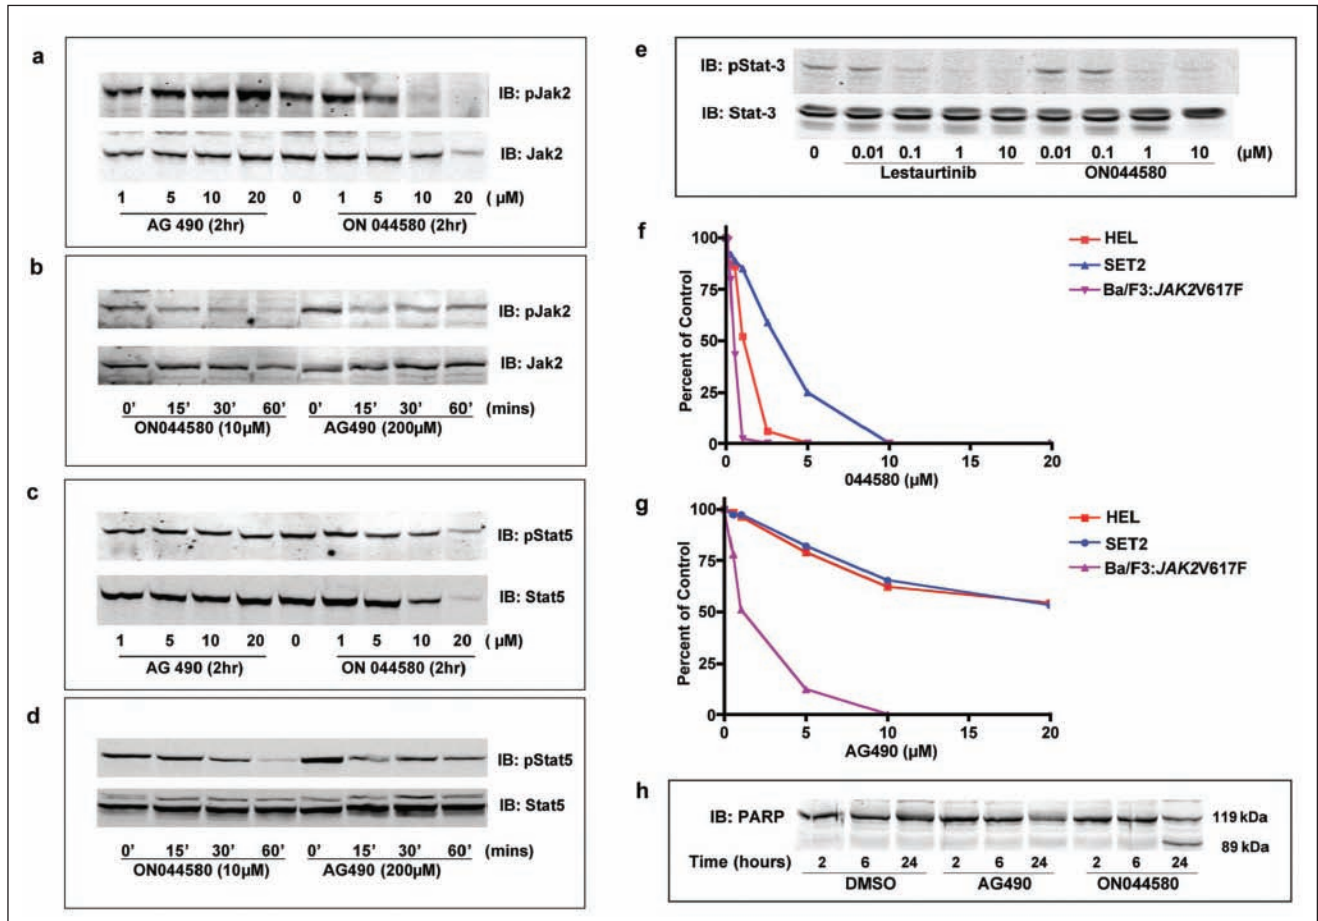 a
IB: pJak2
IB: Jak2
1 5 10 20 0 1 5 10 20 ( µM)
AG 490 (2hr) ON 044580 (2hr)
b
IB: pJak2
IB: Jak2
0' 15' 30' 60' 0' 15' 30' 60' (mins)
ON044580 (10µM) AG490 (200µM)
c
IB: pStat5
IB: Stat5
1 5 10 20 0 1 5 10 20 ( µM)
AG 490 (2hr) ON 044580 (2hr)
d
IB: pStat5
IB: Stat5
0' 15' 30' 60' 0' 15' 30' 60' (mins)
ON044580 (10µM) AG490 (200µM)
e
IB: pStat-3
IB: Stat-3
0 0.01 0.1 1 10 0.01 0.1 1 10 (µM)
Lestaurtinib ON044580
f
HEL
SET2
Ba/F3:JAK2V617F
Percent of Control
100
75
50
25
0
0 5 10 15 20
044580 (µM)
g
HEL
SET2
Ba/F3:JAK2V617F
Percent of Control
100
75
50
25
0
0 5 10 15 20
AG490 (µM)
h
IB: PARP
119 kDa
89 kDa
Time (hours) 2 6 24 2 6 24 2 6 24
DMSO AG490 ON044580